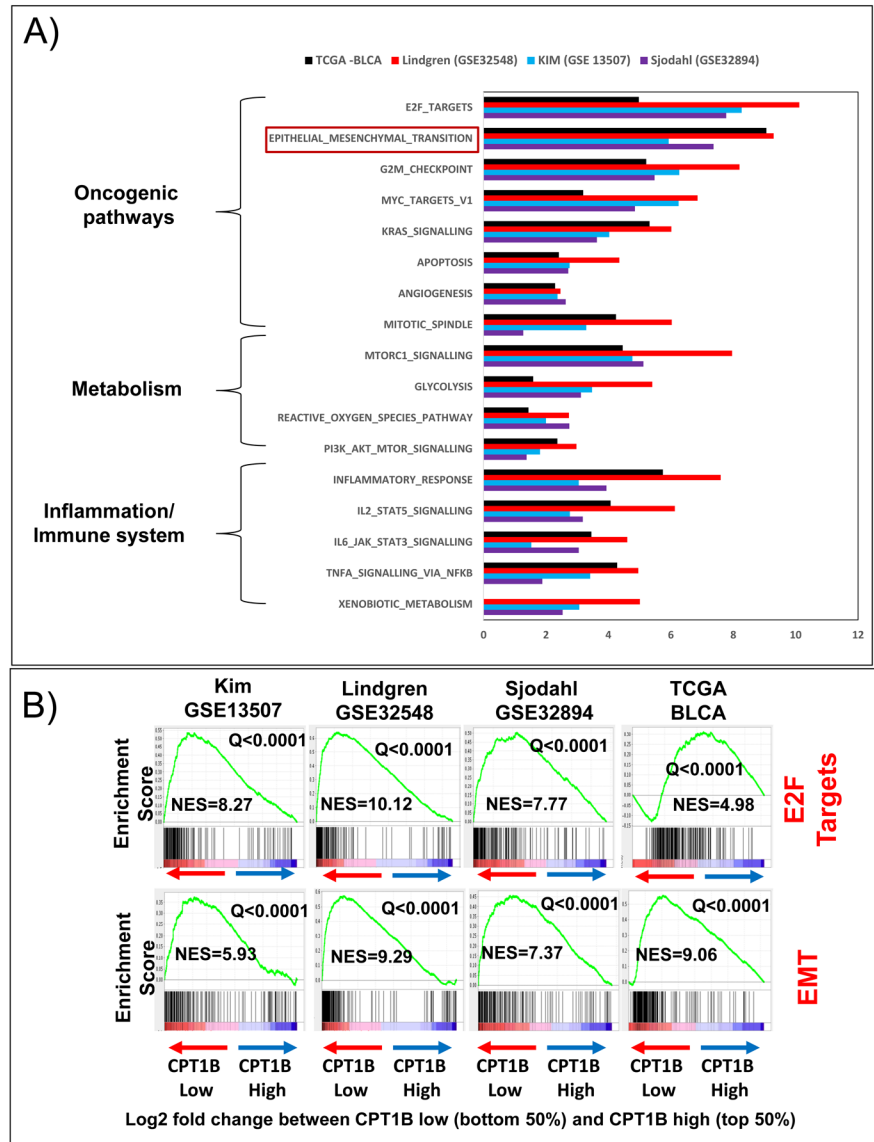 A)
TCGA -BLCA Lindgren (GSE32548) KIM (GSE 13507) Sjodahl (GSE32894)
Oncogenic
pathways
Metabolism
Inflammation/
Immune system
E2F_TARGETS
EPITHELIAL_MESENCHYMAL_TRANSITION
G2M_CHECKPOINT
MYC_TARGETS_V1
KRAS_SIGNALLING
APOPTOSIS
ANGIOGENESIS
MITOTIC_SPINDLE
MTORC1_SIGNALLING
GLYCOLYSIS
REACTIVE_OXYGEN_SPECIES_PATHWAY
PI3K_AKT_MTOR_SIGNALLING
INFLAMMATORY_RESPONSE
IL2_STAT5_SIGNALLING
IL6_JAK_STAT3_SIGNALLING
TNFA_SIGNALLING_VIA_NFKB
XENOBIOTIC_METABOLISM
0 2 4 6 8 10 12
B)
Kim
GSE13507
Lindgren
GSE32548
Sjodahl
GSE32894
TCGA
BLCA
Enrichment
Score
Q<0.0001
NES=8.27
Q<0.0001
NES=10.12
Q<0.0001
NES=7.77
Q<0.0001
NES=4.98
E2F
Targets
Enrichment
Score
Q<0.0001
NES=5.93
Q<0.0001
NES=9.29
Q<0.0001
NES=7.37
Q<0.0001
NES=9.06
EMT
CPT1B CPT1B CPT1B CPT1B CPT1B CPT1B CPT1B CPT1B
Low High Low High Low High Low High
Log2 fold change between CPT1B low (bottom 50%) and CPT1B high (top 50%)